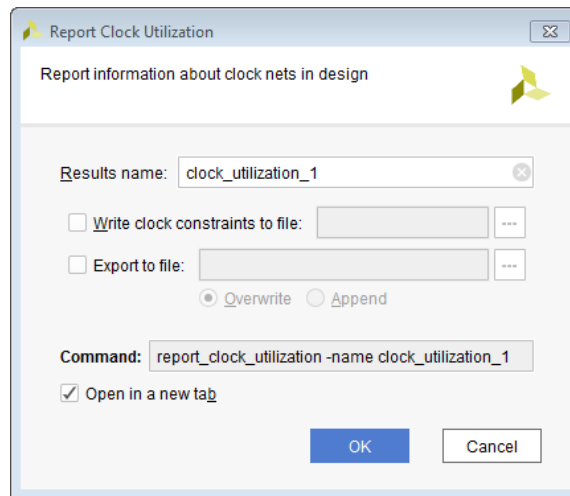 Report Clock Utilization
Report information about clock nets in design
Results name: clock_utilization_1
Write clock constraints to file: ---
Export to file: ---
Overwrite Append
Command: report_clock_utilization -name clock_utilization_1
Open in a new tab
OK Cancel